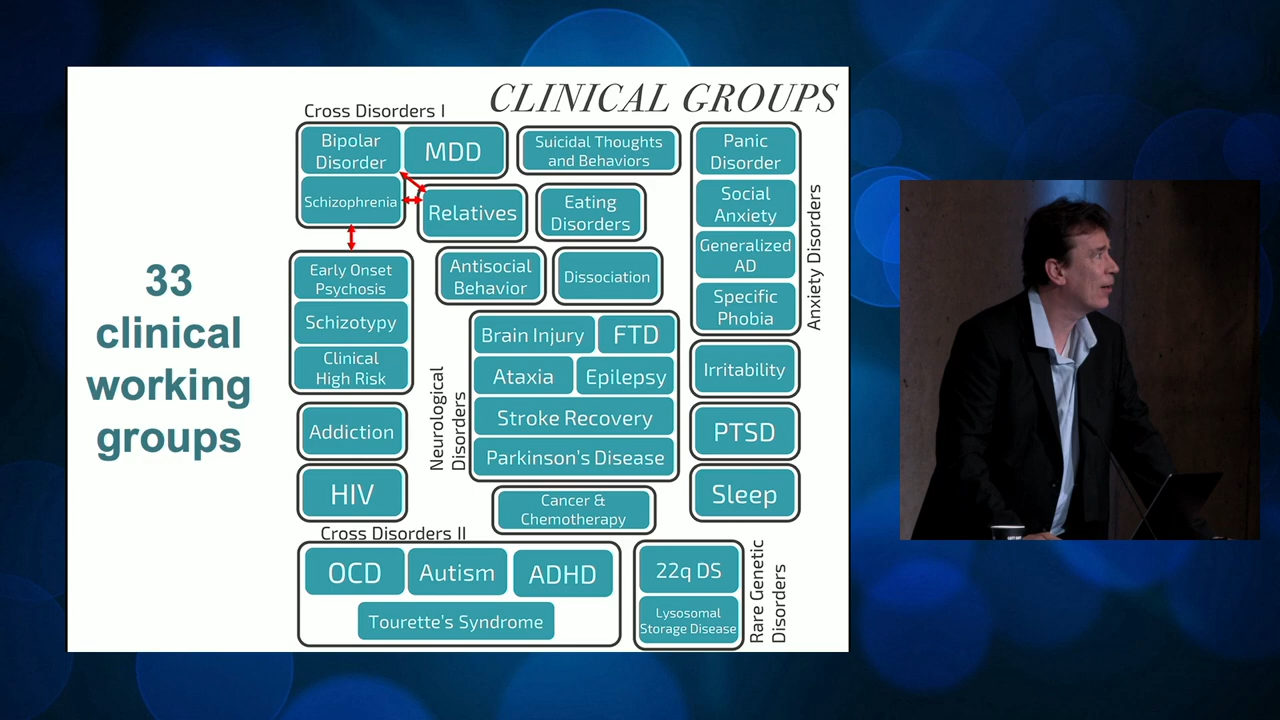 CLINICAL GROUPS
33
clinical
working
groups
Cross Disorders I
Bipolar
Disorder
MDD
Schizophrenia
Relatives
Suicidal Thoughts
and Behaviors
Eating
Disorders
Panic
Disorder
Social
Anxiety
Generalized
AD
Specific
Phobia
Anxiety Disorders
Early Onset
Psychosis
Schizotypy
Clinical
High Risk
Antisocial
Behavior
Dissociation
Neurological
Disorders
Brain Injury
FTD
Ataxia
Epilepsy
Stroke Recovery
Parkinson's Disease
Irritability
Addiction
PTSD
HIV
Cancer &
Chemotherapy
Sleep
Cross Disorders II
OCD
Autism
ADHD
Tourette's Syndrome
22q DS
Lysosomal
Storage Disease
Rare Genetic
Disorders